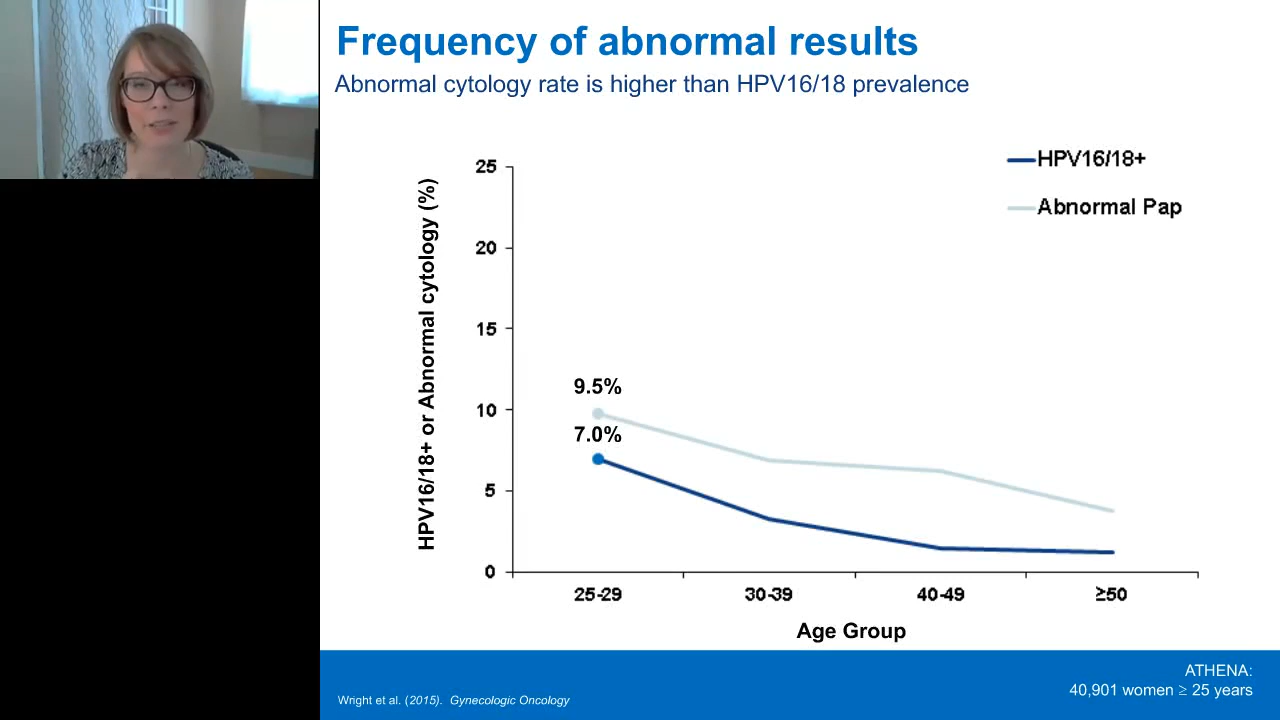 Frequency of abnormal results
Abnormal cytology rate is higher than HPV16/18 prevalence
HPV16/18+
Abnormal Pap
HPV16/18+ or Abnormal cytology (%)
25
20
15
10
5
0
9.5%
7.0%
25-29 30-39 40-49 ≥50
Age Group
Wright et al. (2015). Gynecologic Oncology
ATHENA:
40,901 women ≥ 25 years